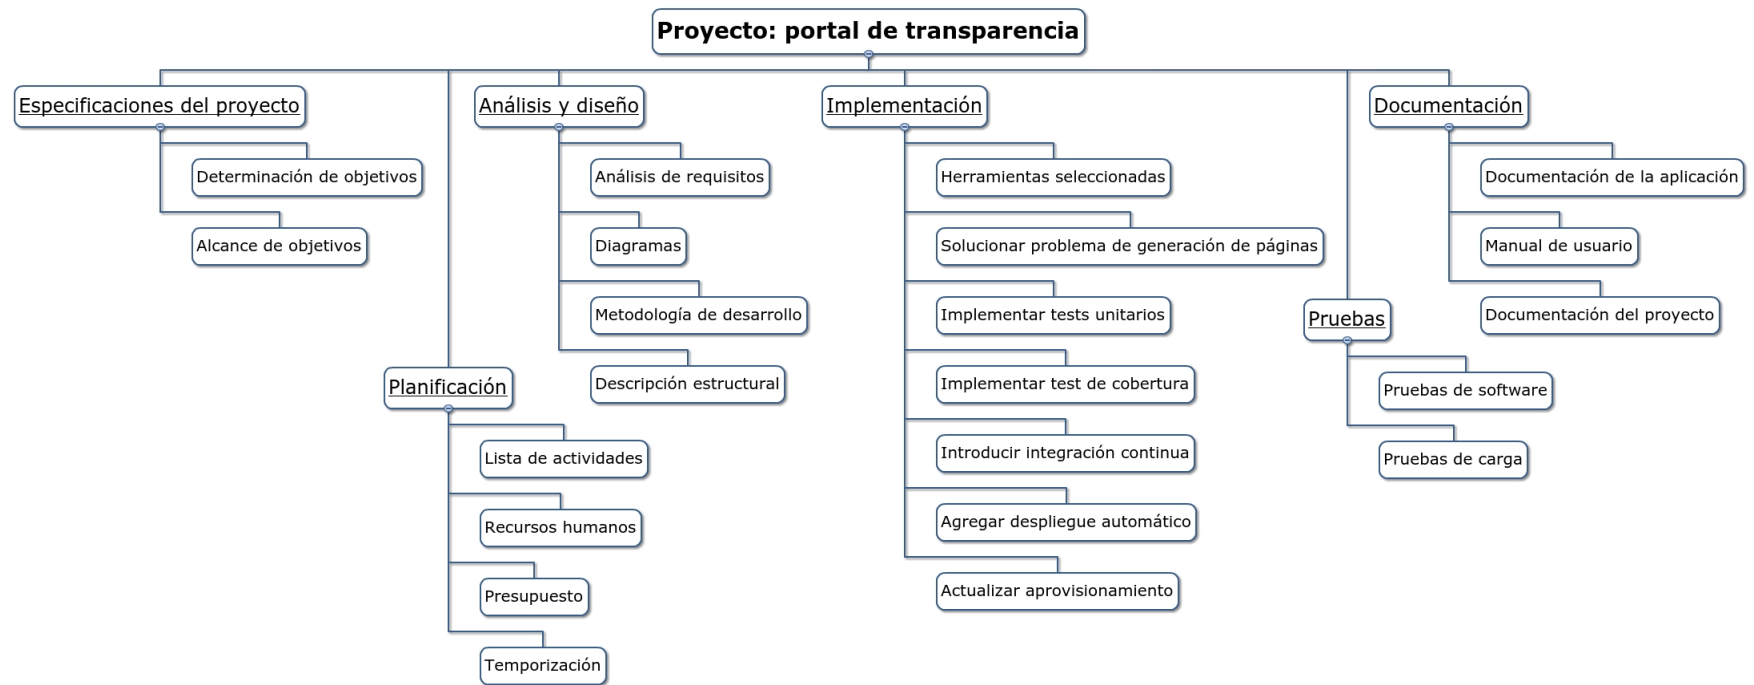 Proyecto: portal de transparencia
Especificaciones del proyecto
Determinación de objetivos
Alcance de objetivos
Planificación
Lista de actividades
Recursos humanos
Presupuesto
Temporización
Análisis y diseño
Análisis de requisitos
Diagramas
Metodología de desarrollo
Descripción estructural
Implementación
Herramientas seleccionadas
Solucionar problema de generación de páginas
Implementar tests unitarios
Implementar test de cobertura
Introducir integración continua
Agregar despliegue automático
Actualizar aprovisionamiento
Pruebas
Pruebas de software
Pruebas de carga
Documentación
Documentación de la aplicación
Manual de usuario
Documentación del proyecto